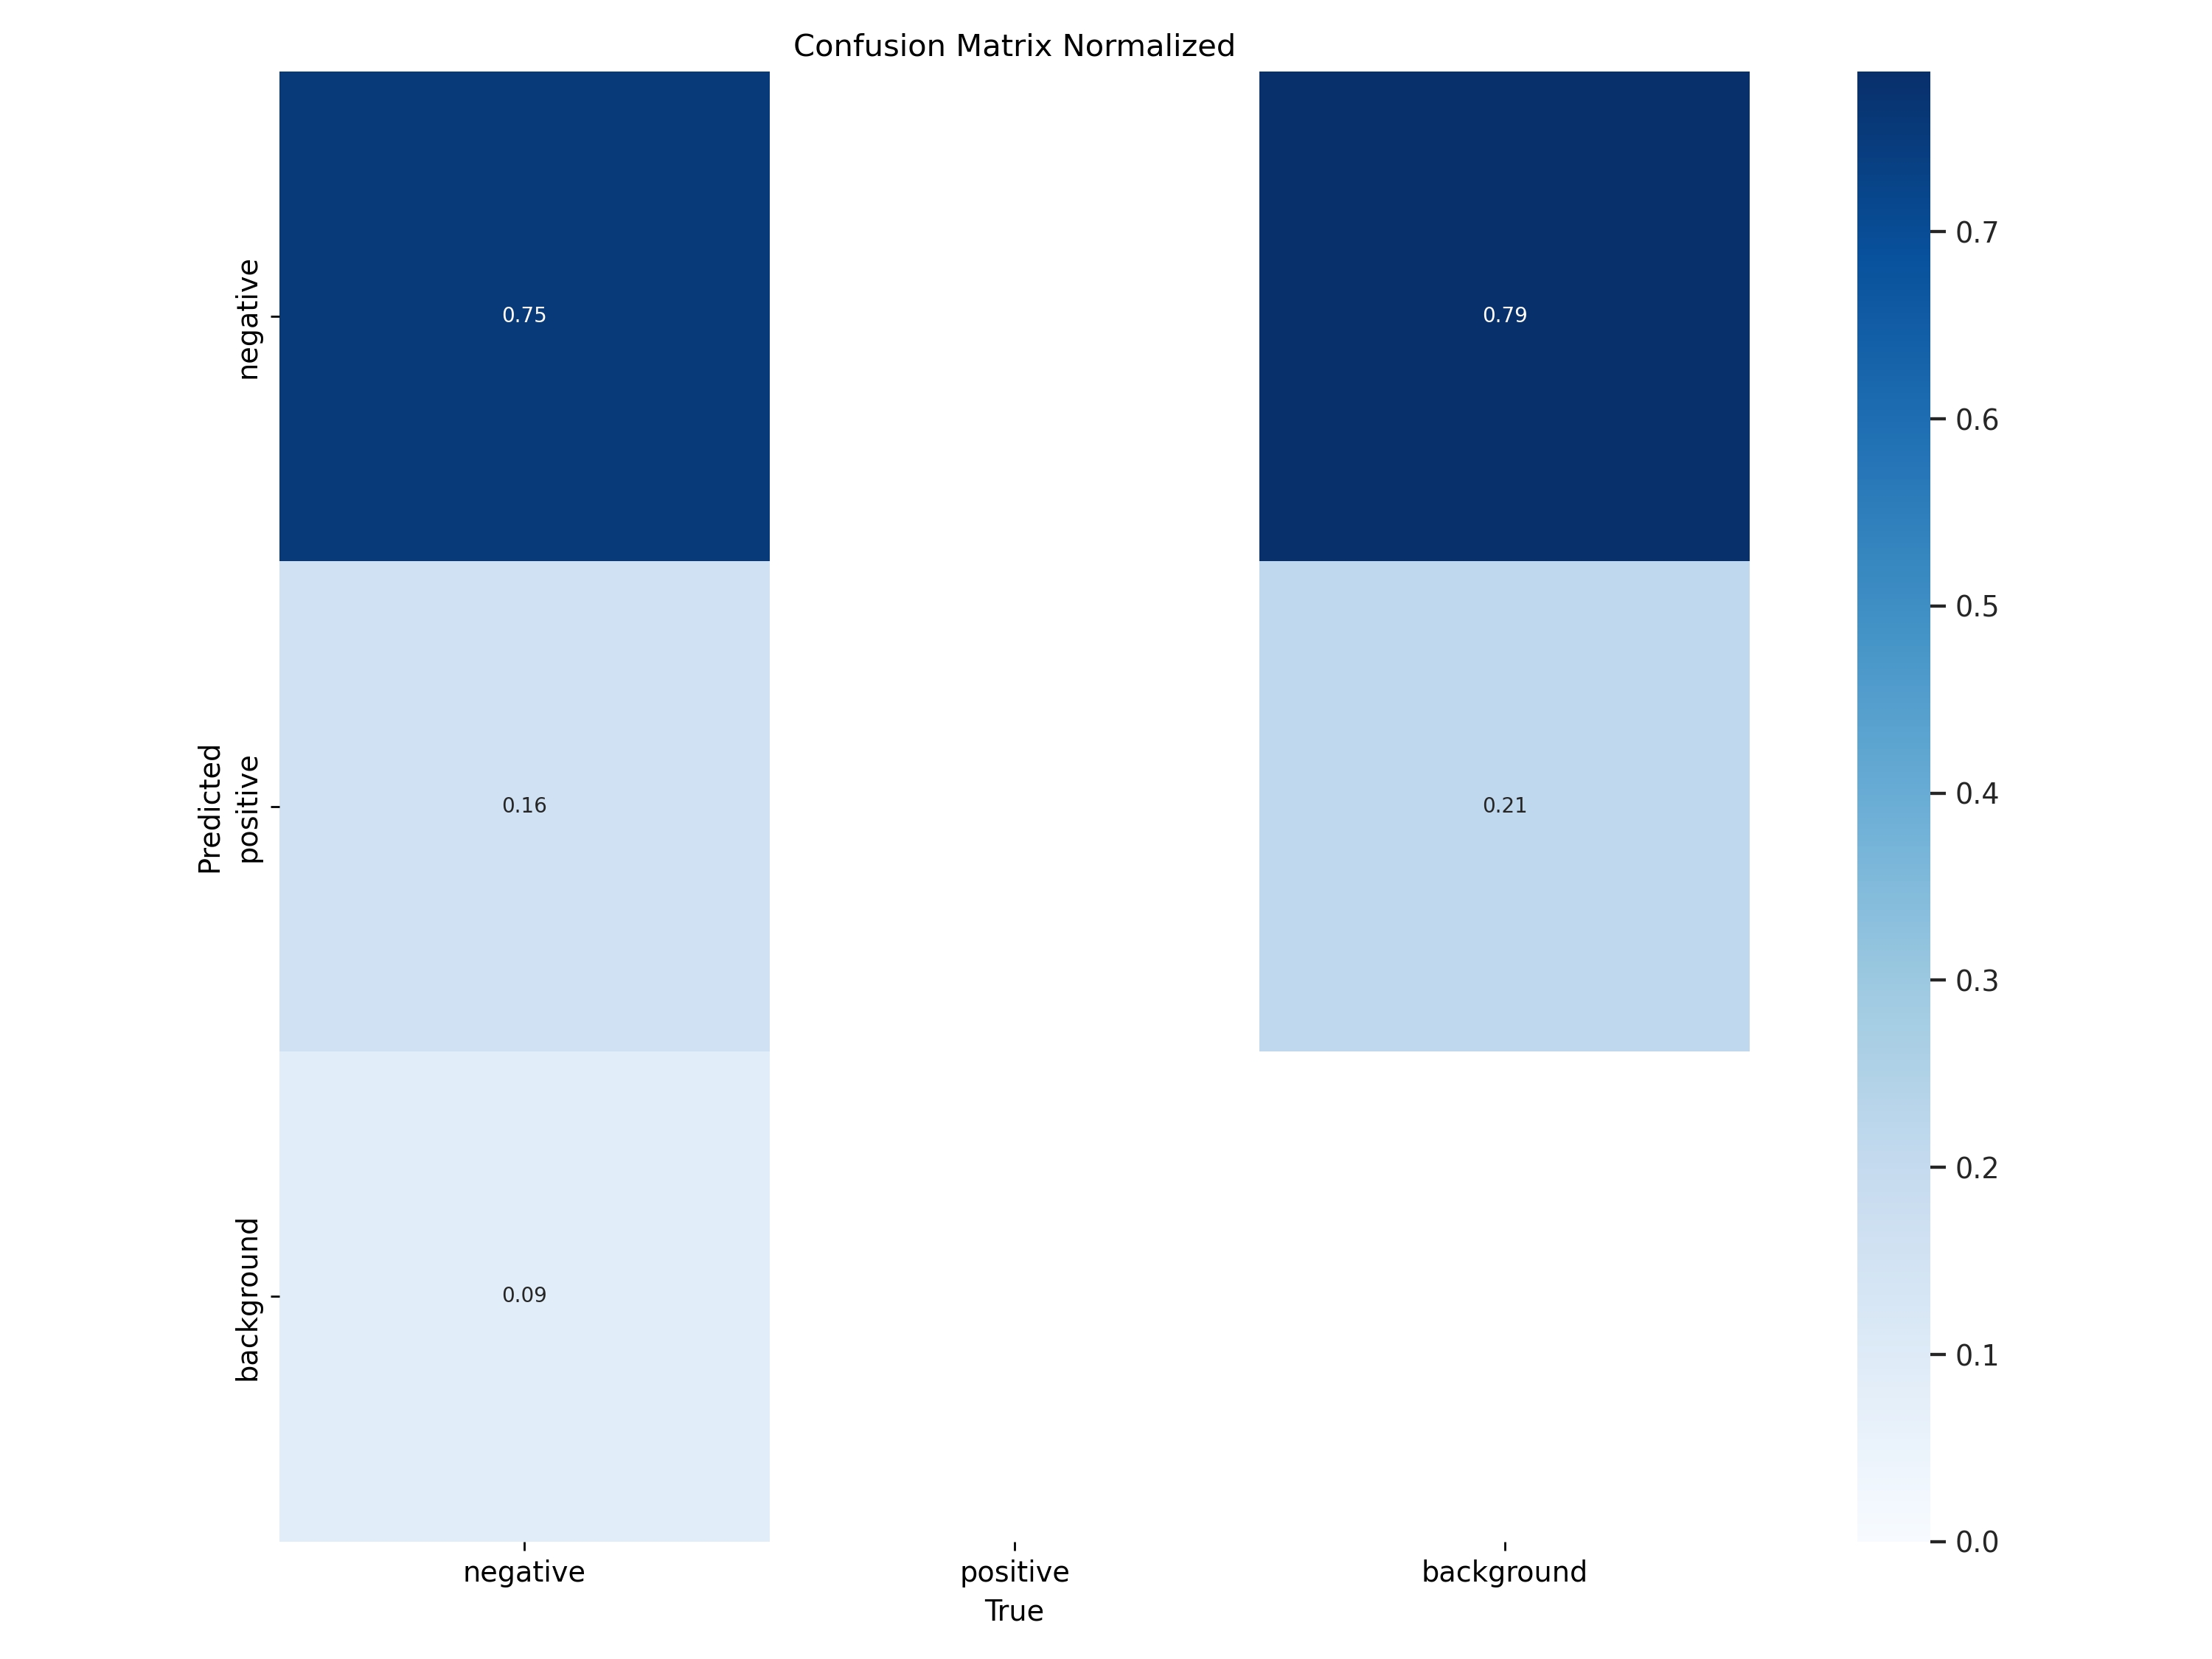 Confusion Matrix Normalized
negative
positive
background
Predicted
0.75
0.79
0.16
0.21
0.09
negative
positive
background
True
0.7
0.6
0.5
0.4
0.3
0.2
0.1
0.0